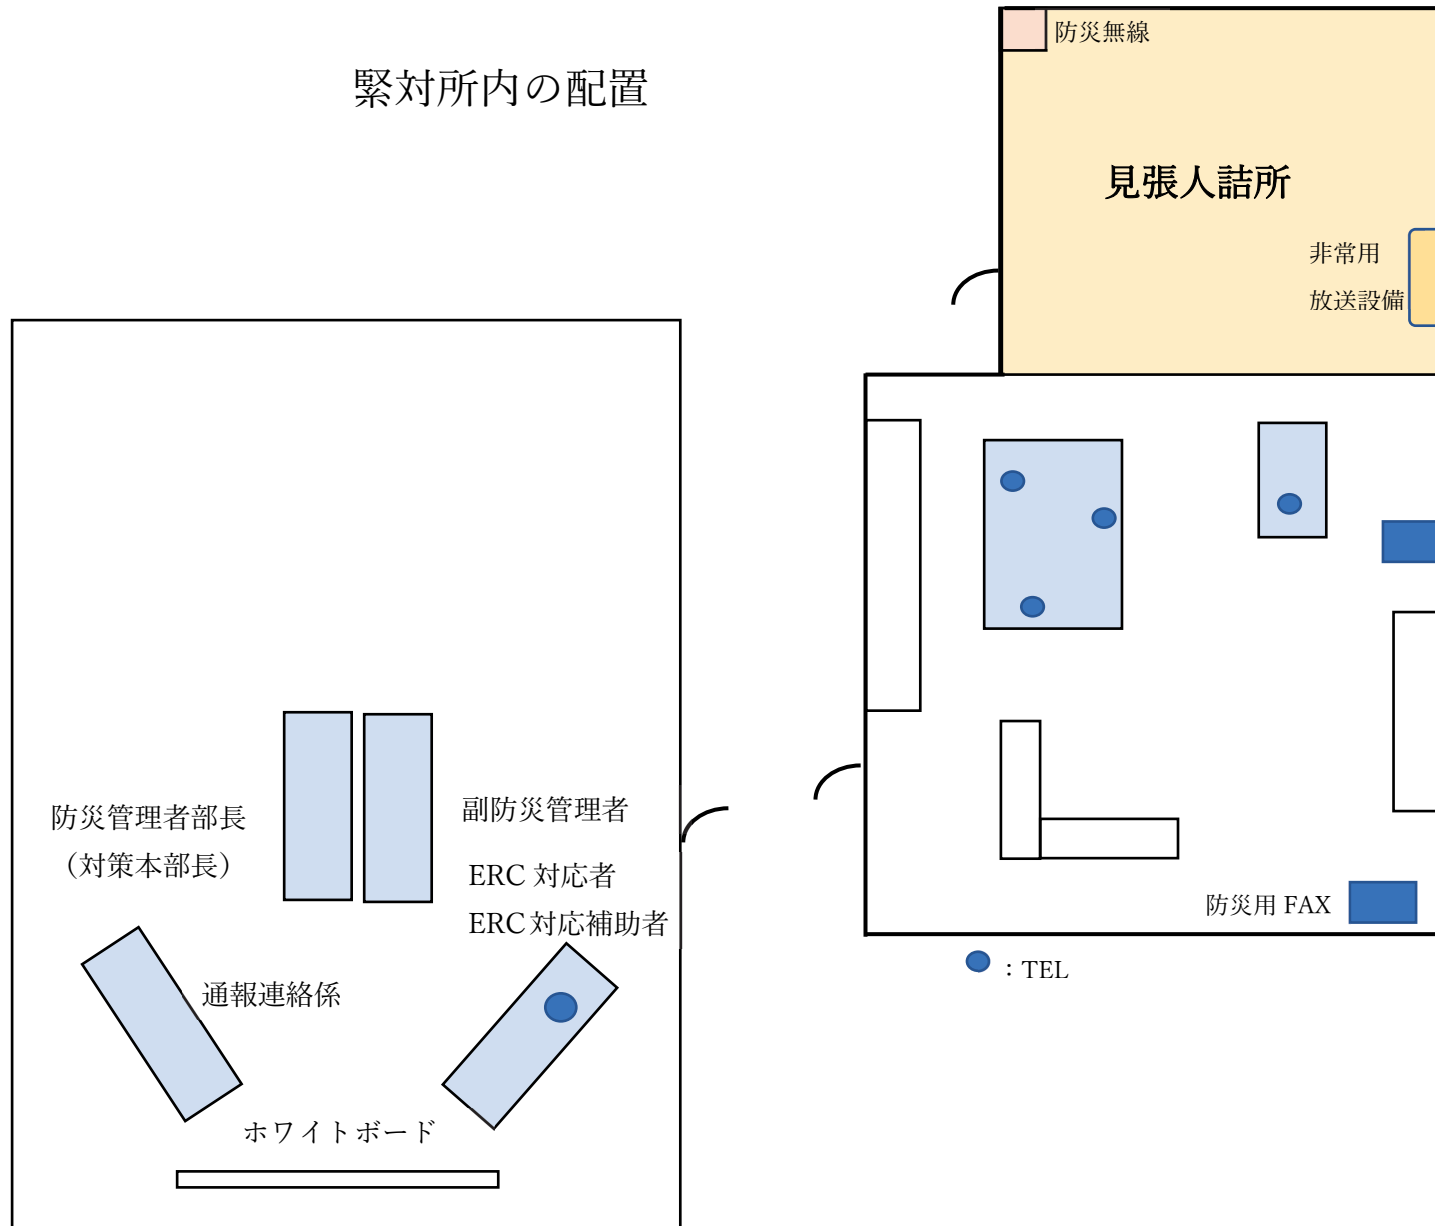 緊対所内の配置
防災無線
見張人詰所
非常用
放送設備
防災管理者部長
（対策本部長）
副防災管理者
ERC 対応者
ERC 対応補助者
通報連絡係
ホワイトボード
防災用 FAX
：TEL